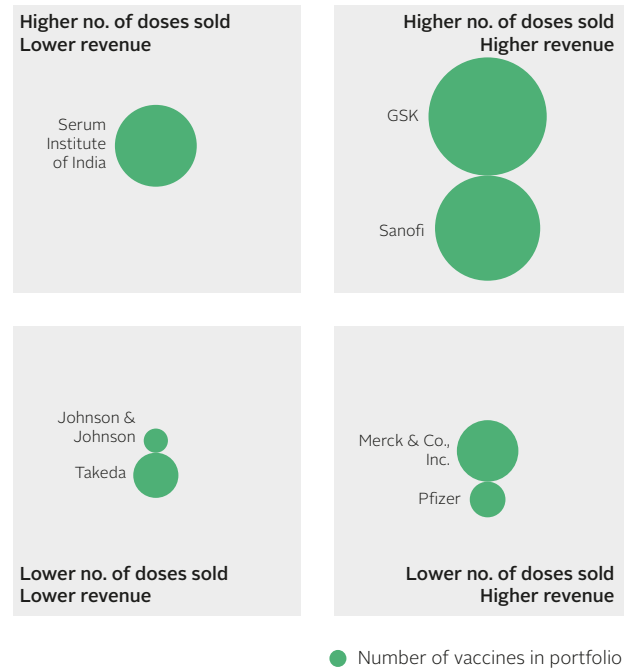 Higher no. of doses sold
Lower revenue
Serum
Institute
of India
Higher no. of doses sold
Higher revenue
GSK
Sanofi
Johnson &
Johnson
Takeda
Lower no. of doses sold
Lower revenue
Merck & Co.,
Inc.
Pfizer
Lower no. of doses sold
Higher revenue
Number of vaccines in portfolio